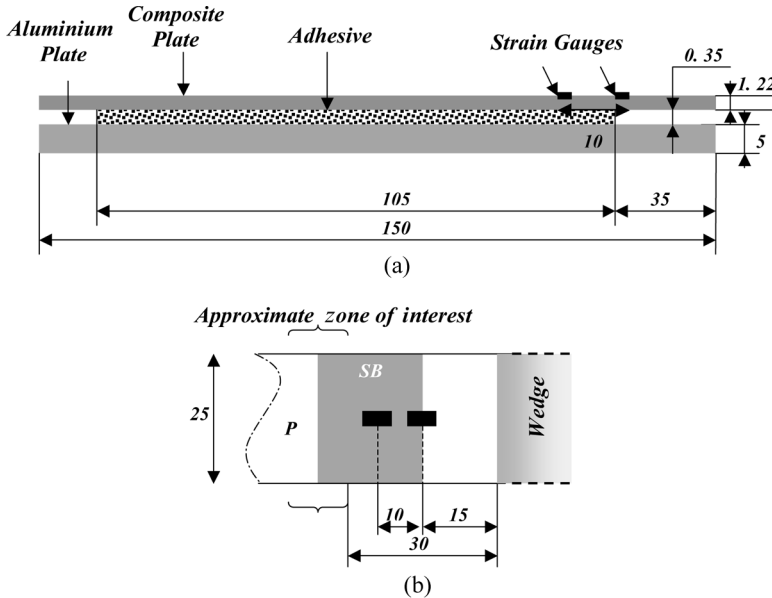 Aluminium
Plate
Composite
Plate
Adhesive
Strain Gauges
0. 35
1. 22
10
5
105
35
150
(a)
Approximate zone of interest
SB
25
P
Wedge
10
15
30
(b)